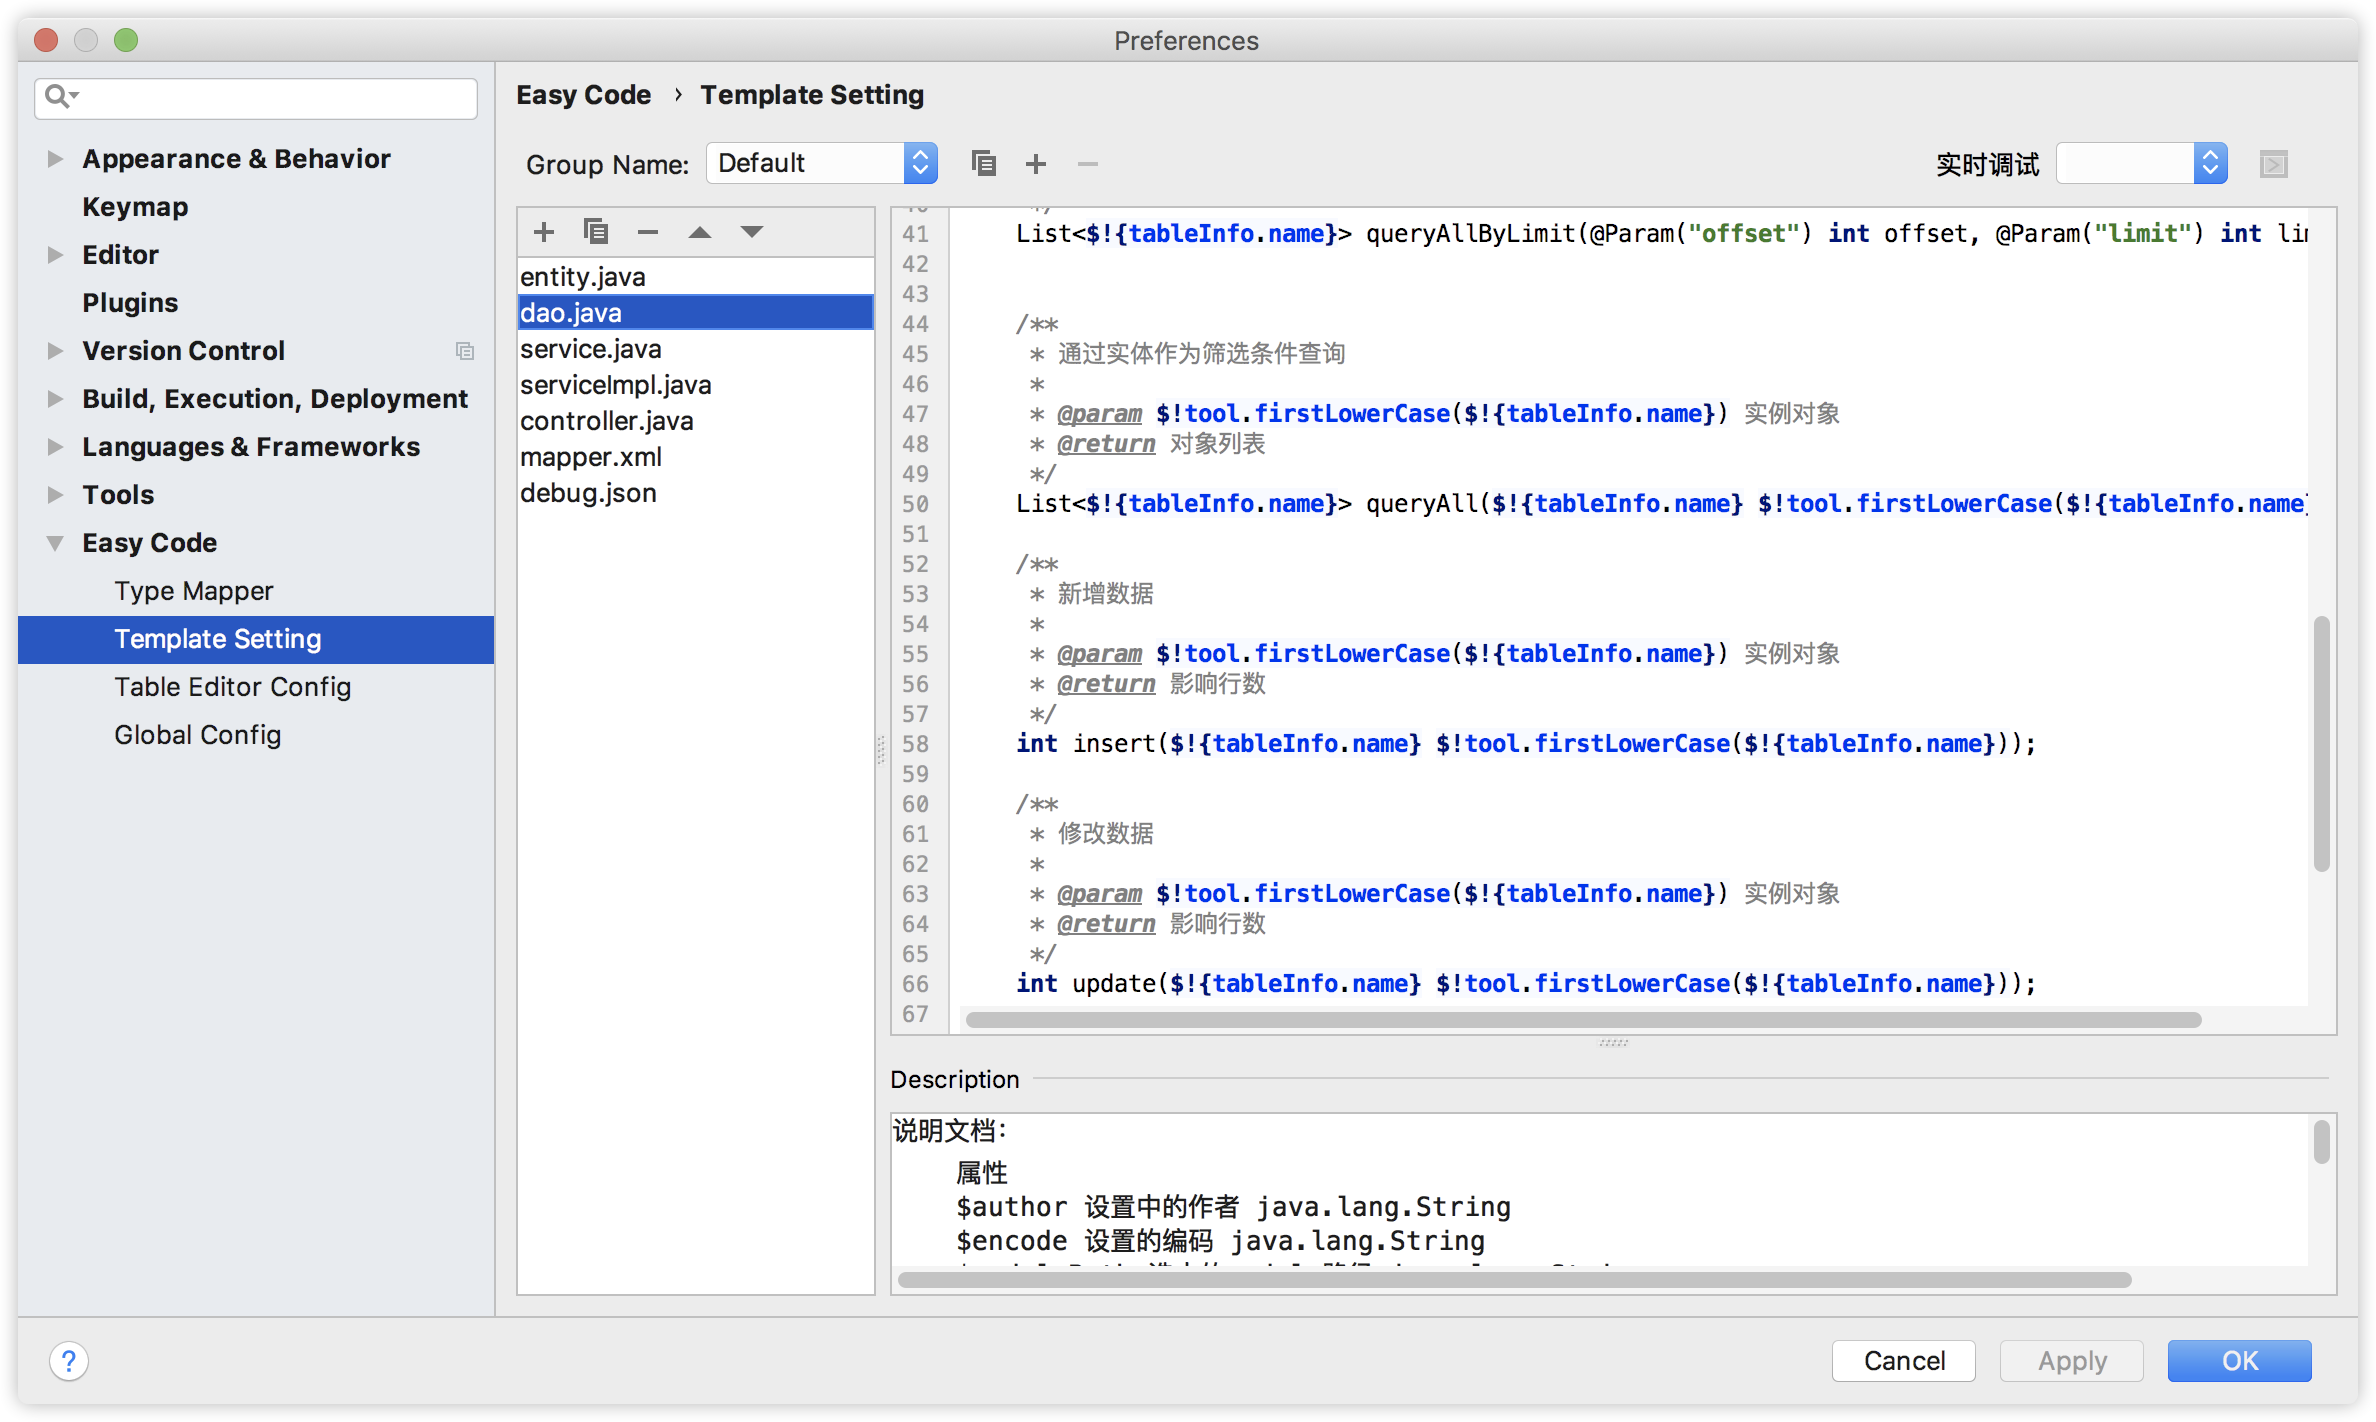 Preferences
Appearance & Behavior
Keymap
Editor
Plugins
Version Control
Build, Execution, Deployment
Languages & Frameworks
Tools
Easy Code
Type Mapper
Template Setting
Table Editor Config
Global Config
Easy Code › Template Setting
Group Name: Default
实时调试
entity.java
dao.java
service.java
serviceImpl.java
controller.java
mapper.xml
debug.json
41 List<$!{tableInfo.name}> queryAllByLimit(@Param("offset") int offset, @Param("limit") int
42
43
44 /**
45 * 通过实体作为筛选条件查询
46 *
47 * @param $!tool.firstLowerCase($!{tableInfo.name}) 实例对象
48 * @return 对象列表
49 */
50 List<$!{tableInfo.name}> queryAll($!{tableInfo.name} $!tool.firstLowerCase($!{tableInfo.name}
51
52 /**
53 * 新增数据
54 *
55 * @param $!tool.firstLowerCase($!{tableInfo.name}) 实例对象
56 * @return 影响行数
57 */
58 int insert($!{tableInfo.name} $!tool.firstLowerCase($!{tableInfo.name}));
59
60 /**
61 * 修改数据
62 *
63 * @param $!tool.firstLowerCase($!{tableInfo.name}) 实例对象
64 * @return 影响行数
65 */
66 int update($!{tableInfo.name} $!tool.firstLowerCase($!{tableInfo.name}));
67
Description
说明文档：
属性
$author 设置中的作者 java.lang.String
$encode 设置的编码 java.lang.String
?
Cancel
Apply
OK